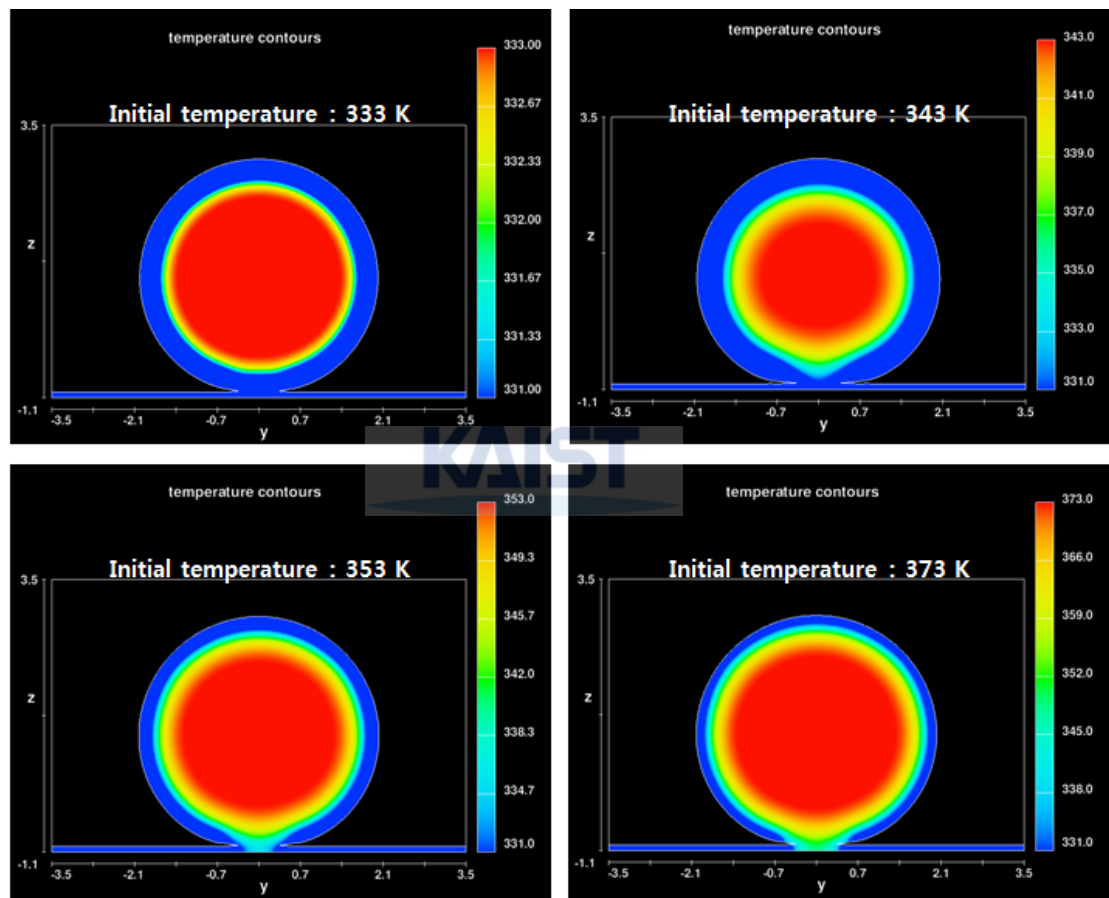 temperature contours
Initial temperature : 333 K
333.00
332.67
332.33
332.00
331.67
331.33
331.00
3.5
z
-1.1
-3.5 -2.1 -0.7 0.7 2.1 3.5
y
temperature contours
Initial temperature : 343 K
343.0
341.0
339.0
337.0
335.0
333.0
331.0
3.5
z
-1.1
-3.5 -2.1 -0.7 0.7 2.1 3.5
y
KAIST
temperature contours
Initial temperature : 353 K
353.0
349.3
345.7
342.0
338.3
334.7
331.0
3.5
z
-1.1
-3.5 -2.1 -0.7 0.7 2.1 3.5
y
temperature contours
Initial temperature : 373 K
373.0
366.0
359.0
352.0
345.0
338.0
331.0
3.5
z
-1.1
-3.5 -2.1 -0.7 0.7 2.1 3.5
y